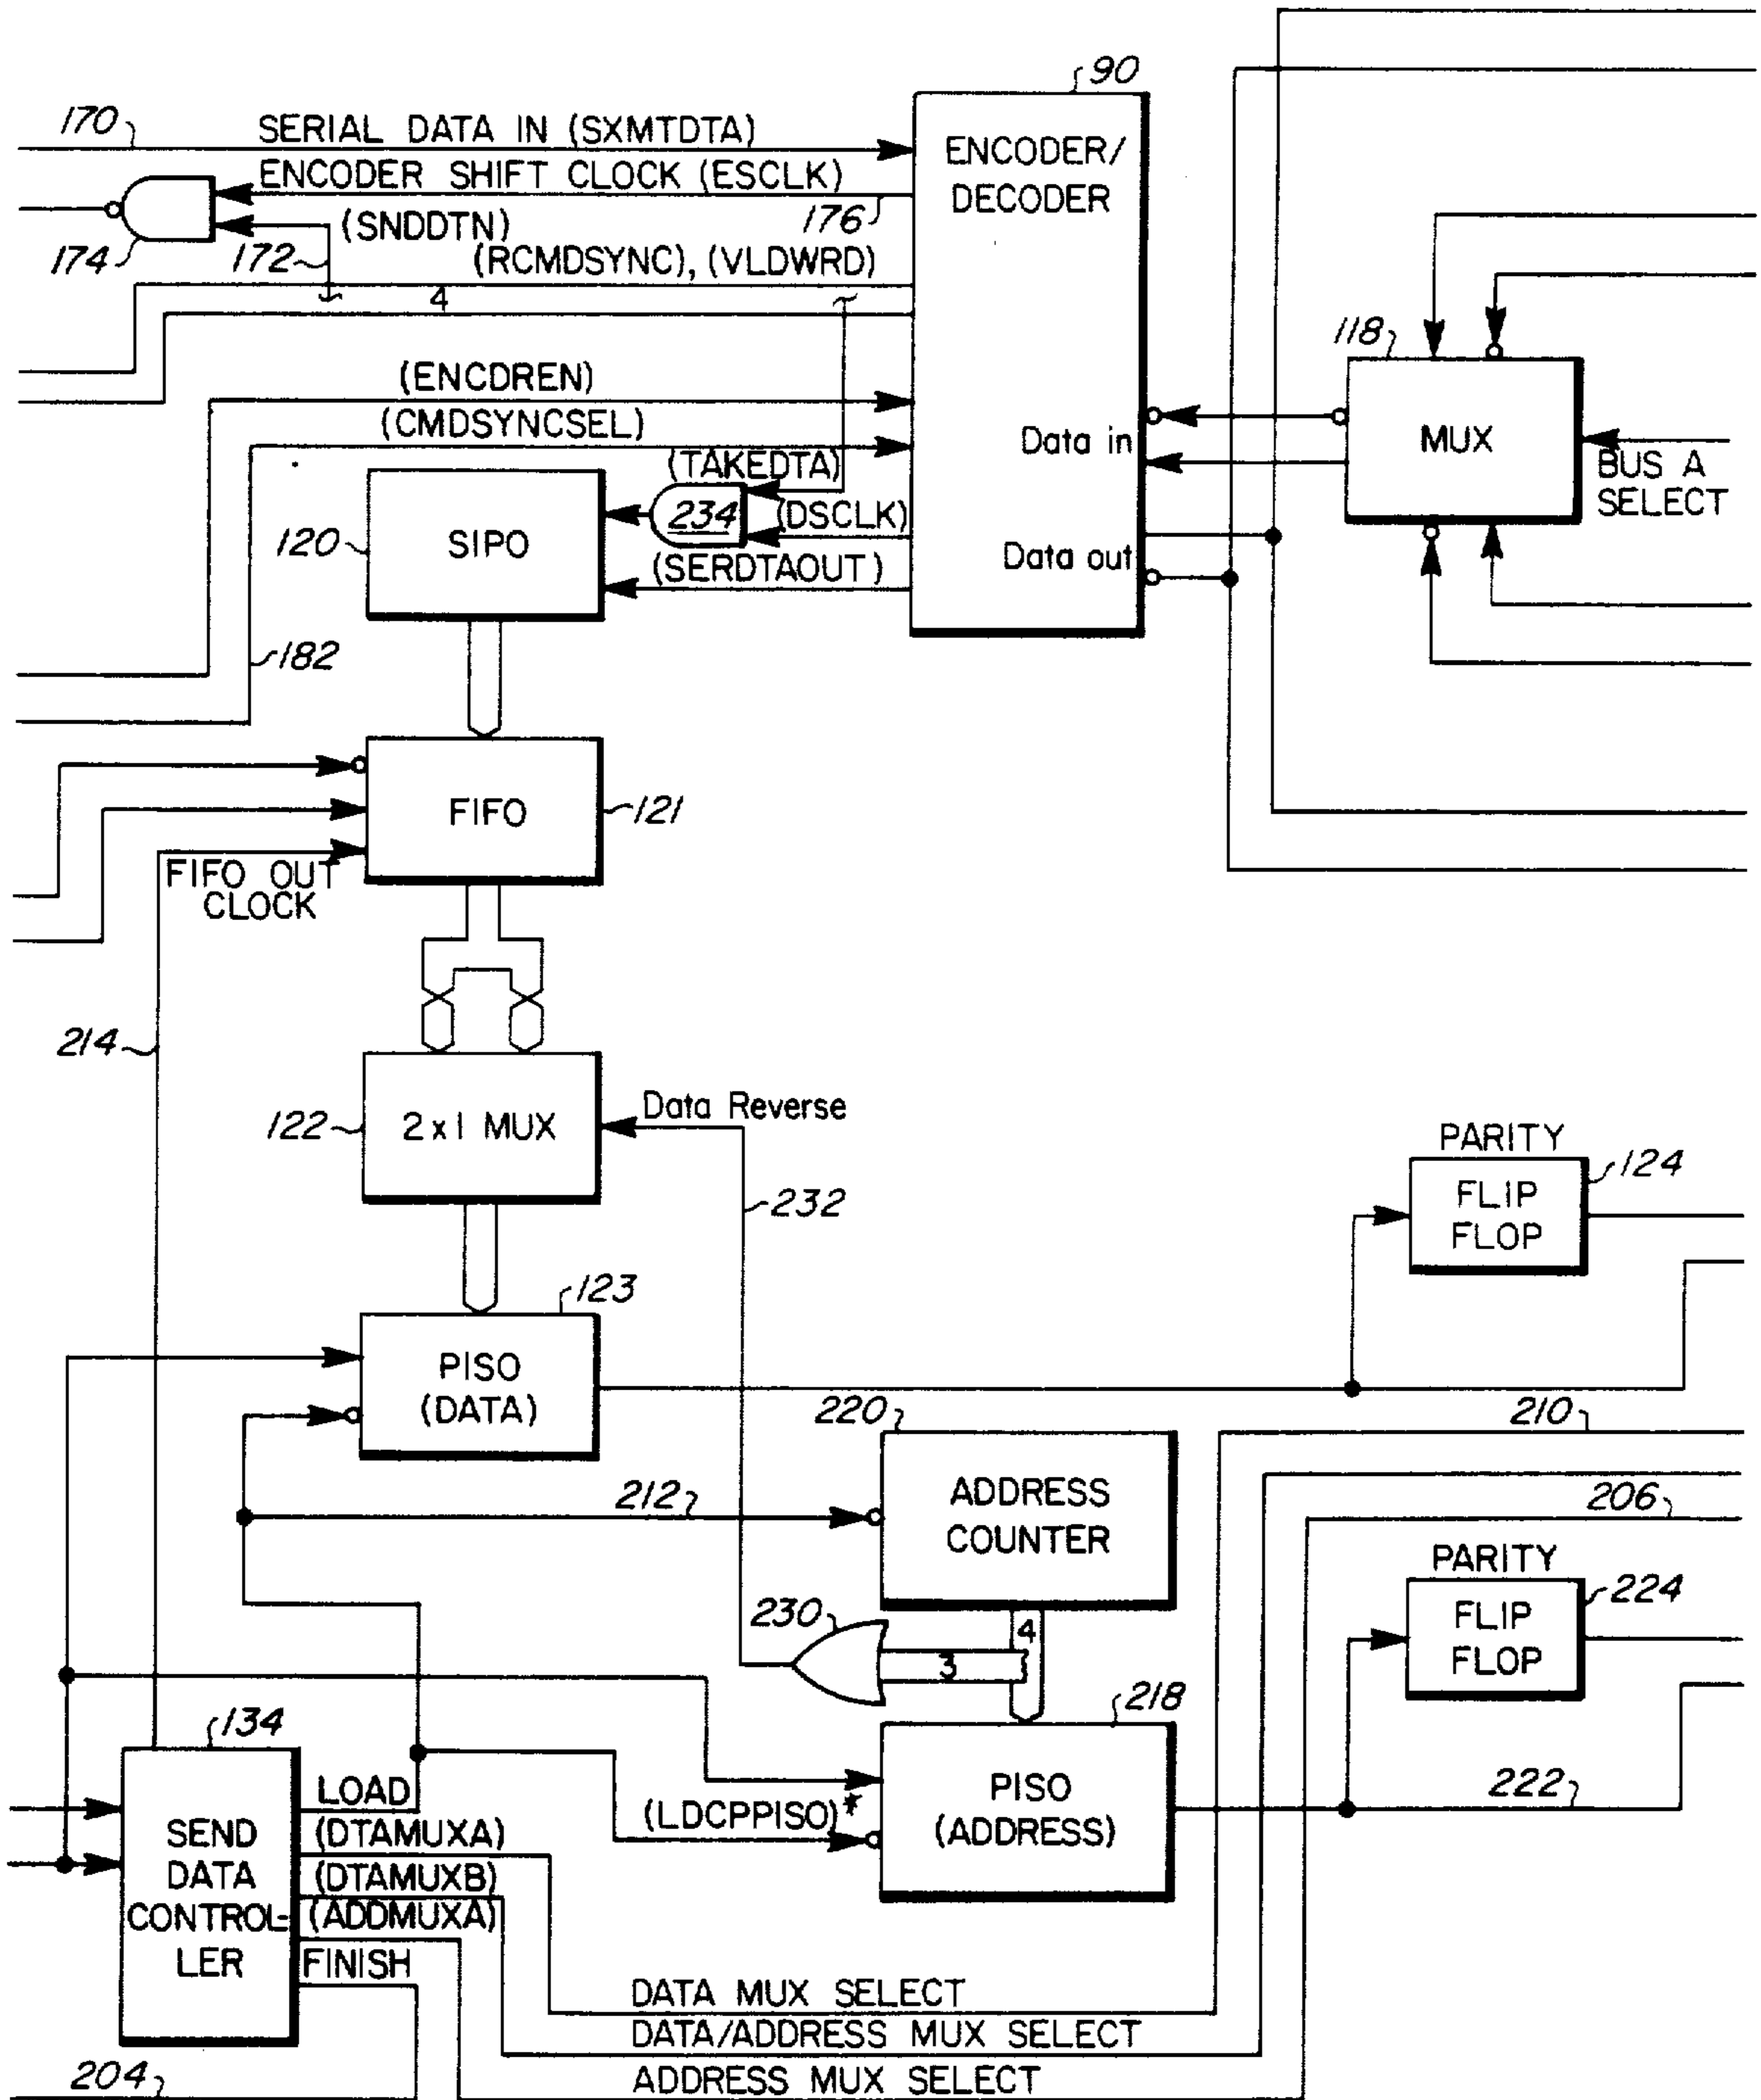 90
170
SERIAL DATA IN (SXMTDTA)
ENCODER/
DECODER
ENCODER SHIFT CLOCK (ESCLK)
176
(SNDDTN)
174
172
(RCMDSYNC), (VLDWRD)
4
118
(ENCDREN)
(CMDSYNCSEL)
Data in
MUX
BUS A
SELECT
(TAKEDTA)
234
(DSCLK)
120
SIPO
(SERDTAOUT)
Data out
182
FIFO
121
FIFO OUT
CLOCK
214
122
2x1 MUX
Data Reverse
232
PARITY
124
FLIP
FLOP
123
PISO
(DATA)
220
210
212
ADDRESS
COUNTER
206
PARITY
230
4
3
224
FLIP
FLOP
218
134
LOAD
PISO
(ADDRESS)
(LDCPPISO)*
222
SEND
DATA
CONTROL-
LER
(DTAMUXA)
(DTAMUXB)
(ADDMUXA)
FINISH
DATA MUX SELECT
DATA/ADDRESS MUX SELECT
204
ADDRESS MUX SELECT